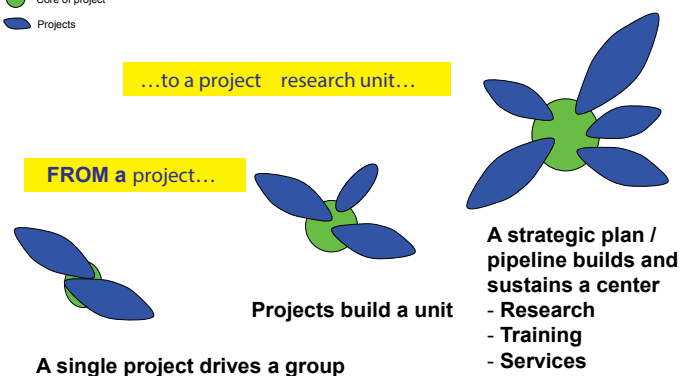 Core of project
Projects
…to a project research unit…
FROM a project…
A strategic plan /
pipeline builds and
sustains a center
- Research
- Training
- Services
Projects build a unit
A single project drives a group